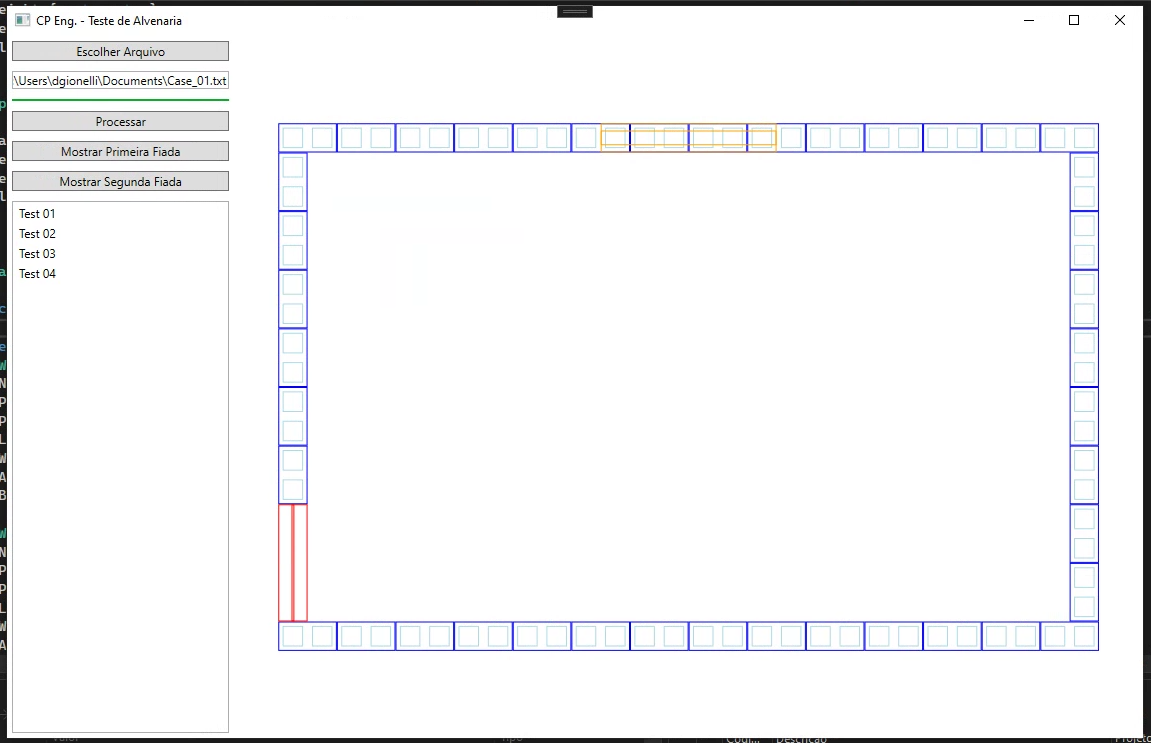 CP Eng. - Teste de Alvenaria
Escolher Arquivo
\Users\dgionelli\Documents\Case_01.txt
Processar
Mostrar Primeira Fiada
Mostrar Segunda Fiada
Test 01
Test 02
Test 03
Test 04